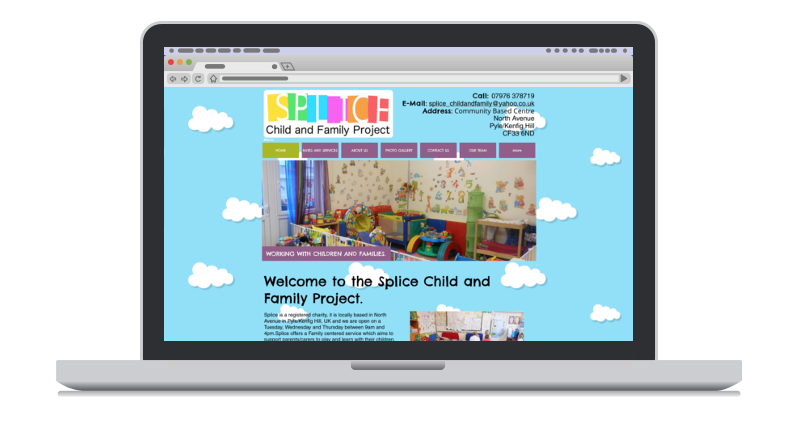 SPLICE
Child and Family Project
Call: 07976 378719
E-Mail: splice_childandfamily@yahoo.co.uk
Address: Community Based Centre
North Avenue
Pyle/Kenfig Hill
CF33 6ND
HOME
RATES AND SERVICES
ABOUT US
PHOTO GALLERY
CONTACT US
OUR TEAM
More
WORKING WITH CHILDREN AND FAMILIES
Welcome to the Splice Child and
Family Project.
Splice is a registered charity, it is locally based in North
Avenue in Pyle/Kenfig Hill, UK and we are open on a
Tuesday, Wednesday and Thursday between 9am and
4pm.Splice offers a Family centered service which aims to
support parents/carers to play and learn with their children